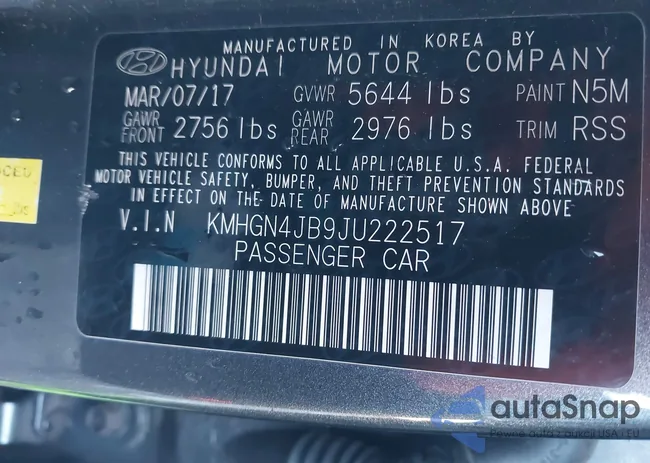 MANUFACTURED IN KOREA BY
HYUNDAI MOTOR COMPANY
MAR/07/17 GVWR 5644 lbs PAINT N5M
GAWR FRONT 2756 lbs GAWR REAR 2976 lbs TRIM RSS
THIS VEHICLE CONFORMS TO ALL APPLICABLE U.S.A. FEDERAL
MOTOR VEHICLE SAFETY, BUMPER, AND THEFT PREVENTION STANDARDS
IN EFFECT ON THE DATE OF MANUFACTURE SHOWN ABOVE
V.I.N KMHGN4JB9JU222517
PASSENGER CAR
autaSnap